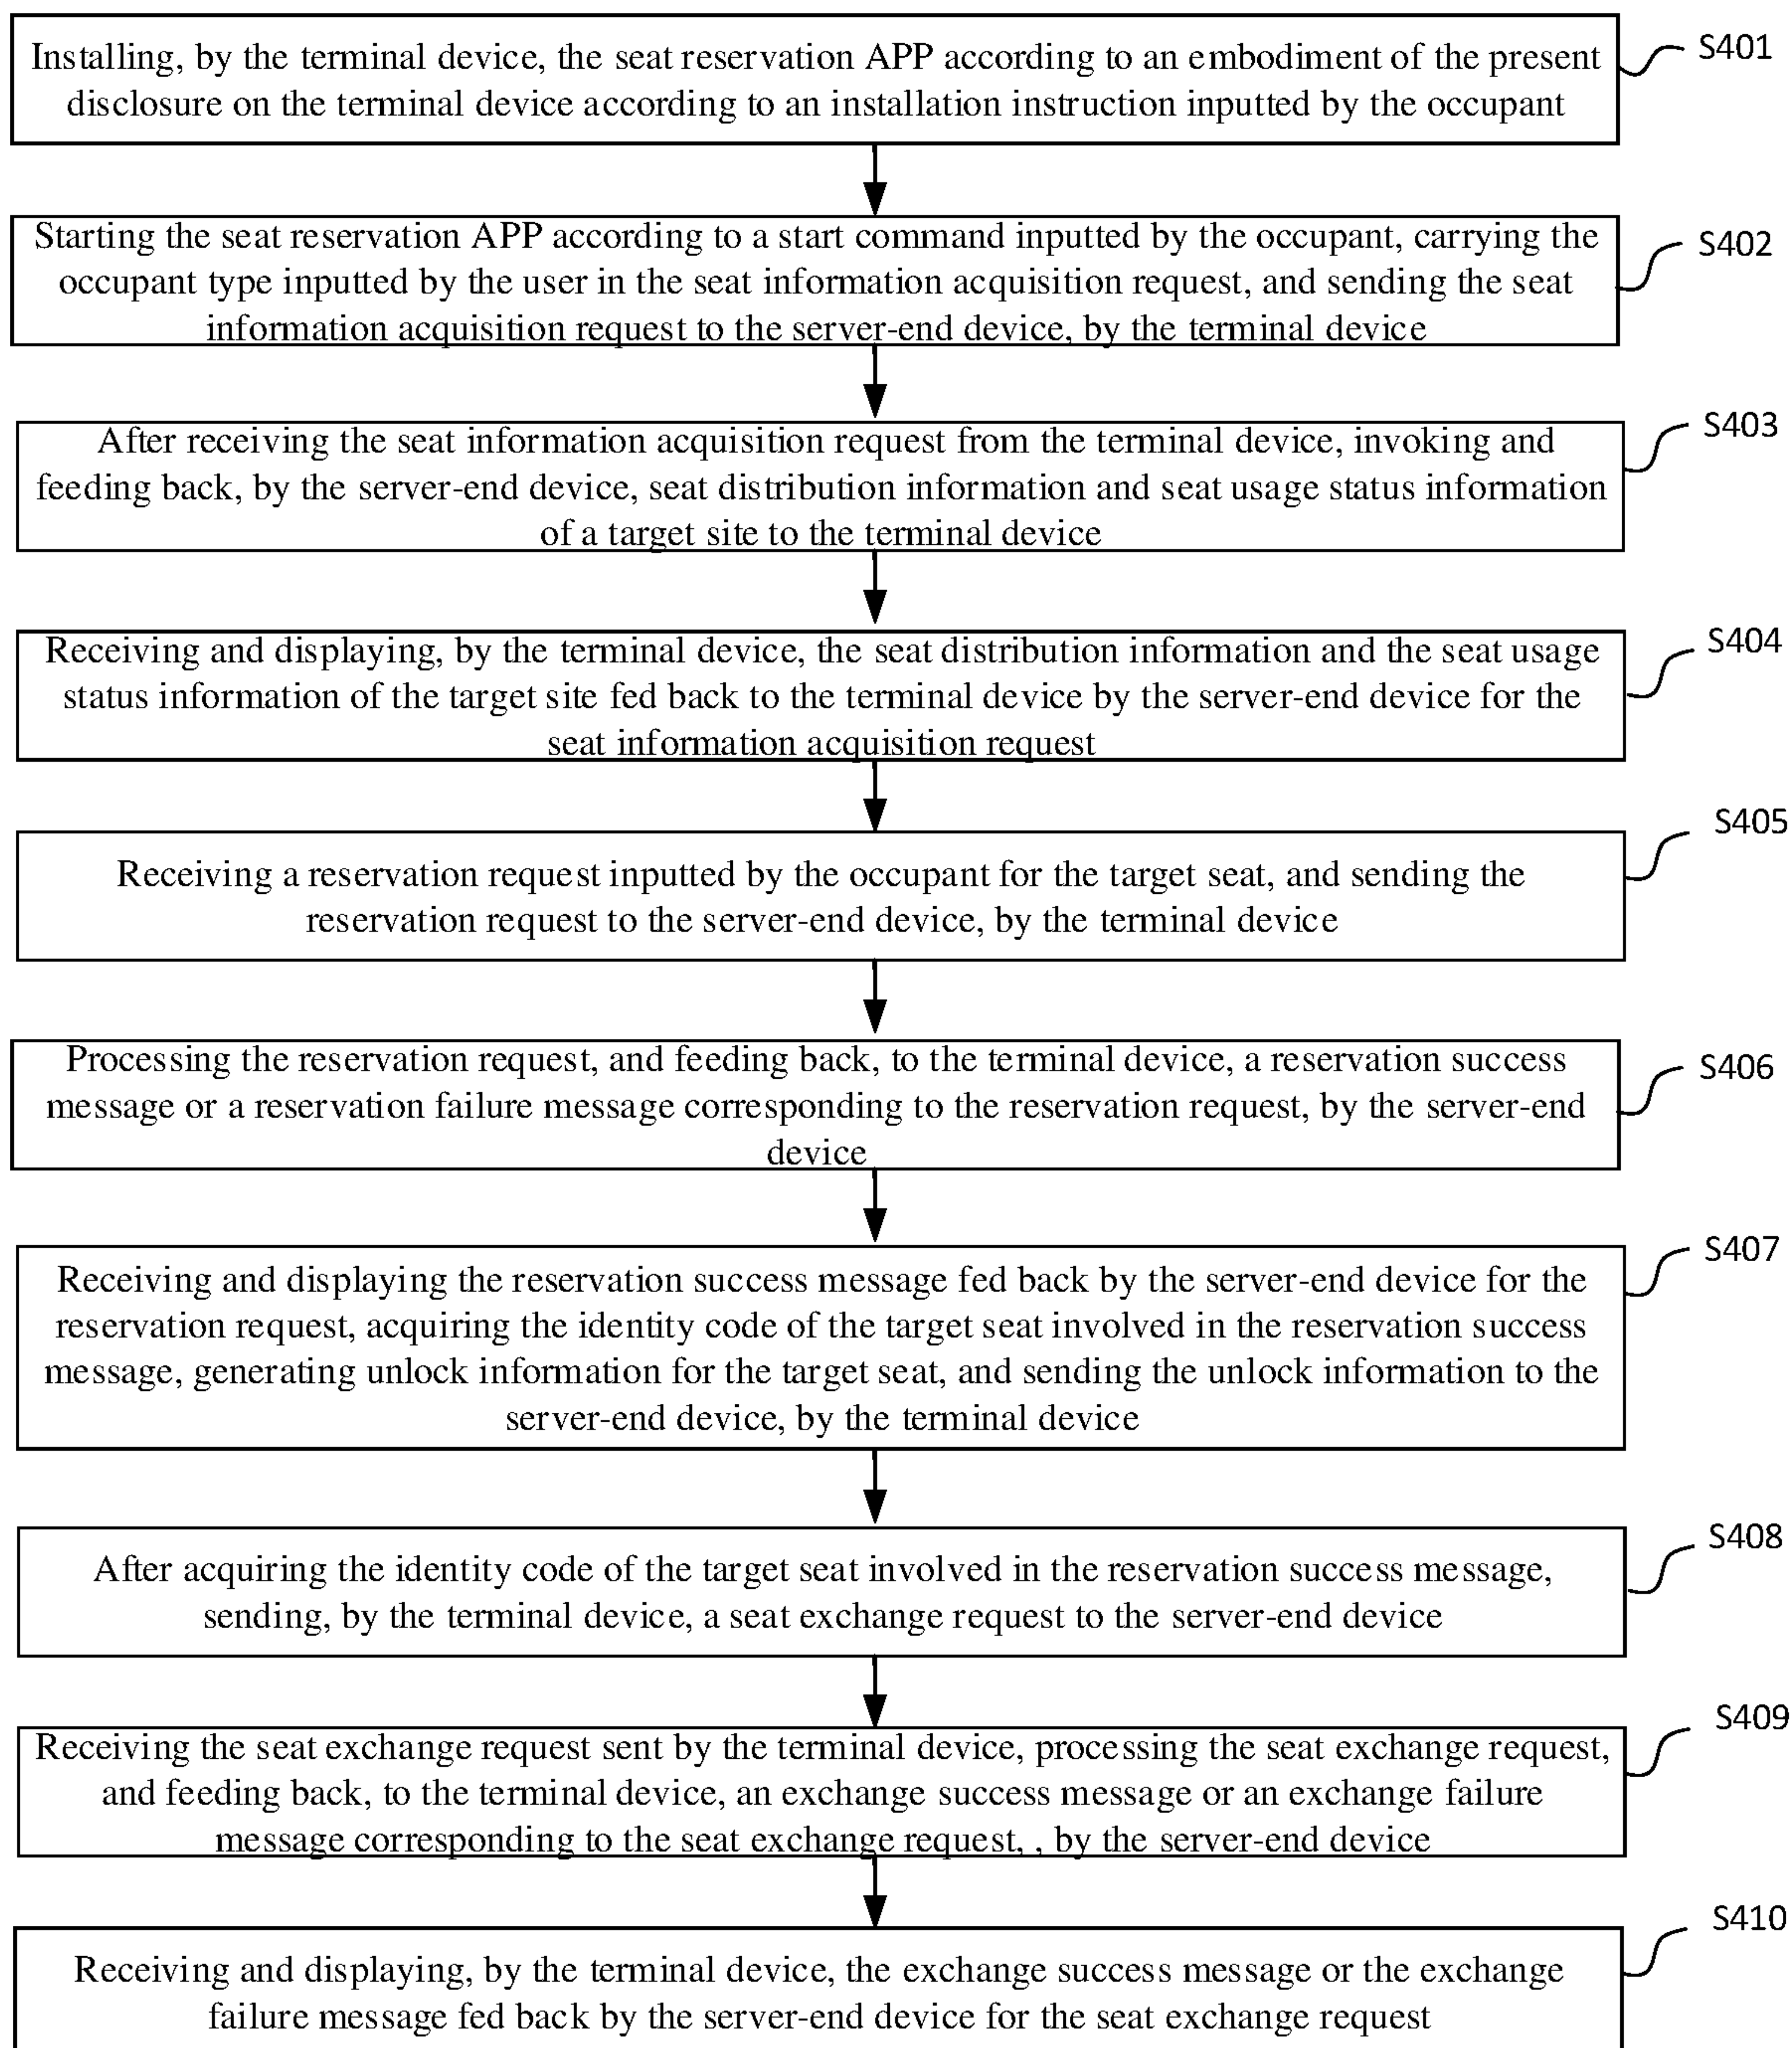 Installing, by the terminal device, the seat reservation APP according to an embodiment of the present
disclosure on the terminal device according to an installation instruction inputted by the occupant
S401
Starting the seat reservation APP according to a start command inputted by the occupant, carrying the
occupant type inputted by the user in the seat information acquisition request, and sending the seat
information acquisition request to the server-end device, by the terminal device
S402
After receiving the seat information acquisition request from the terminal device, invoking and
feeding back, by the server-end device, seat distribution information and seat usage status information
of a target site to the terminal device
S403
Receiving and displaying, by the terminal device, the seat distribution information and the seat usage
status information of the target site fed back to the terminal device by the server-end device for the
seat information acquisition request
S404
Receiving a reservation request inputted by the occupant for the target seat, and sending the
reservation request to the server-end device, by the terminal device
S405
Processing the reservation request, and feeding back, to the terminal device, a reservation success
message or a reservation failure message corresponding to the reservation request, by the server-end
device
S406
Receiving and displaying the reservation success message fed back by the server-end device for the
reservation request, acquiring the identity code of the target seat involved in the reservation success
message, generating unlock information for the target seat, and sending the unlock information to the
server-end device, by the terminal device
S407
After acquiring the identity code of the target seat involved in the reservation success message,
sending, by the terminal device, a seat exchange request to the server-end device
S408
Receiving the seat exchange request sent by the terminal device, processing the seat exchange request,
and feeding back, to the terminal device, an exchange success message or an exchange failure
message corresponding to the seat exchange request, , by the server-end device
S409
Receiving and displaying, by the terminal device, the exchange success message or the exchange
failure message fed back by the server-end device for the seat exchange request
S410